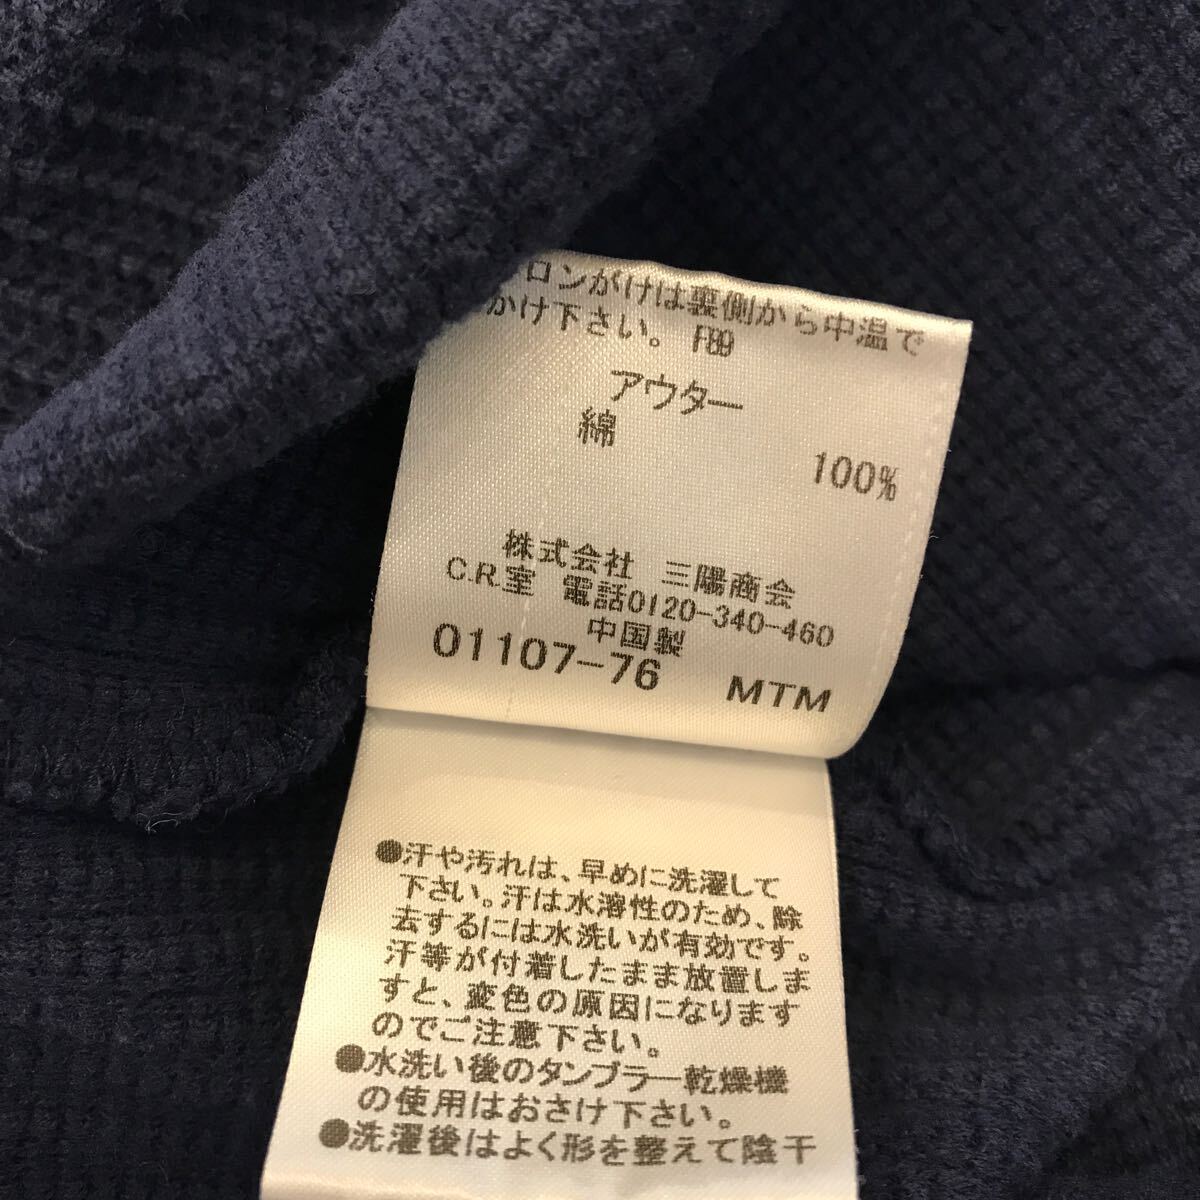 ロンがけは裏側から中温で
かけ下さい。
アウター
綿 100%
株式会社 三陽商会
C.R.室 電話0120-340-460
中国製
01107-76 MTM
●汗や汚れは、早めに洗濯して
下さい。汗は水溶性のため、除
去するには水洗いが有効です。
汗等が付着したまま放置しま
すと、変色の原因になります
のでご注意下さい。
●水洗い後のタンブラー乾燥機
の使用はおさけ下さい。
●洗濯後はよく形を整えて陰干